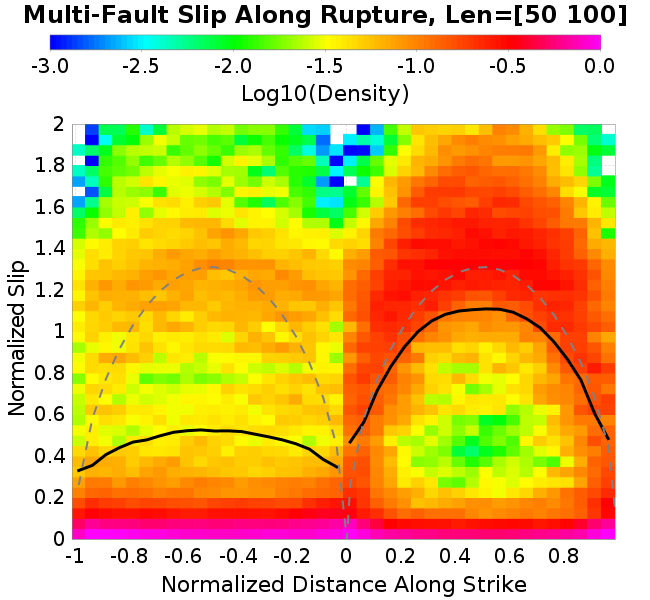 Multi-Fault Slip Along Rupture, Len=[50 100]
-3.0 -2.5 -2.0 -1.5 -1.0 -0.5 0.0
Log10(Density)
2
1.8
1.6
1.4
1.2
1
0.8
0.6
0.4
0.2
0
Normalized Slip
-1 -0.8 -0.6 -0.4 -0.2 0 0.2 0.4 0.6 0.8
Normalized Distance Along Strike